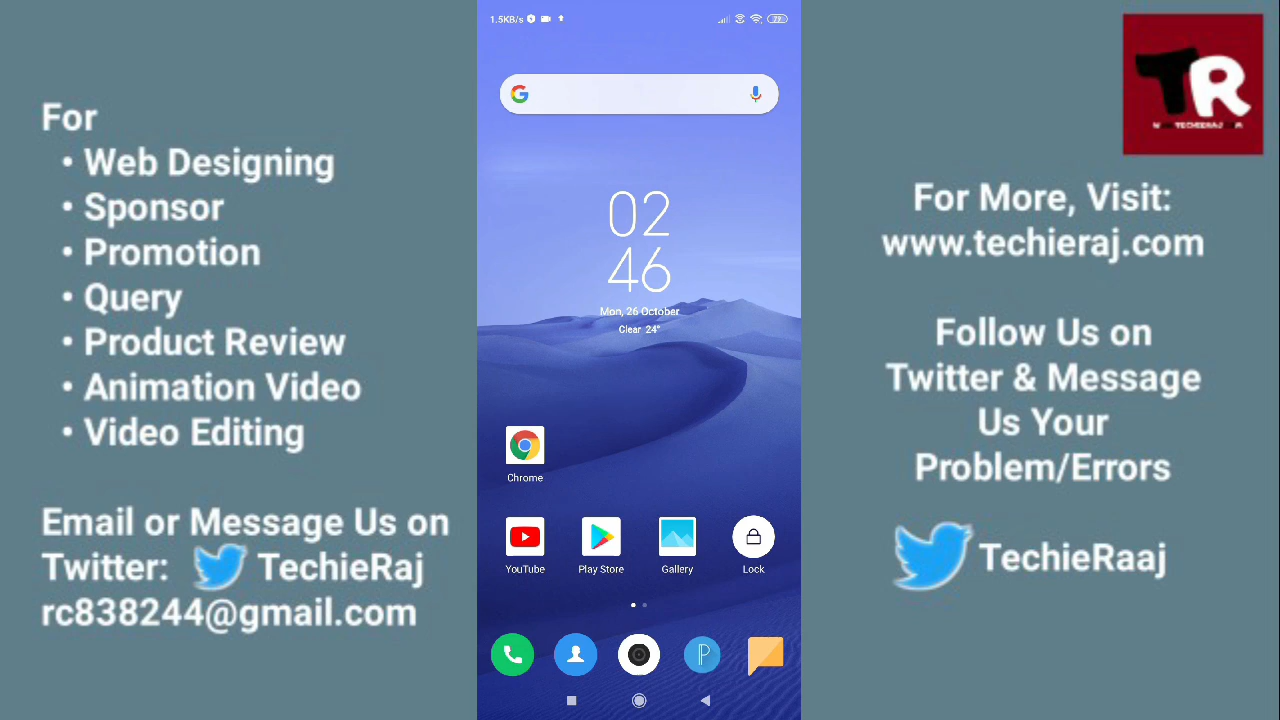 For
• Web Designing
• Sponsor
• Promotion
• Query
• Product Review
• Animation Video
• Video Editing
Email or Message Us on
Twitter: TechieRaj
rc838244@gmail.com
1.5KB/s
72
G
02
46
Mon, 26 October
Clear 24°
Chrome
YouTube
Play Store
Gallery
Lock
P
TR
For More, Visit:
www.techieraj.com
Follow Us on
Twitter & Message
Us Your
Problem/Errors
TechieRaaj